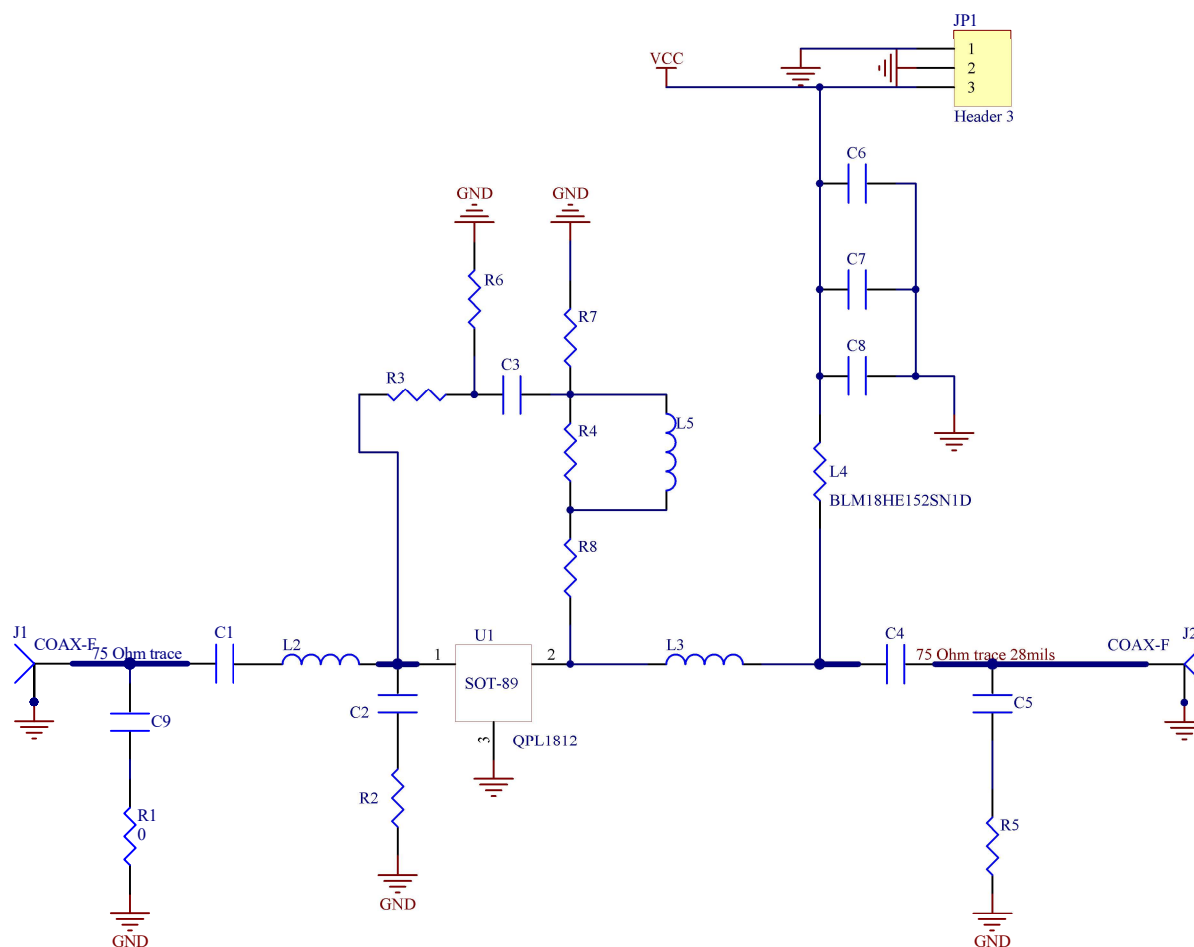 JP1
VCC
1
2
3
Header 3
C6
GND
GND
C7
R6
R7
C8
C3
R3
R4
L5
L4
BLM18HE152SN1D
R8
J1
COAX-F
75 Ohm trace
C1
L2
U1
1
2
SOT-89
3
QPL1812
L3
C4
75 Ohm trace 28mils
COAX-F
J2
C9
C2
C5
R1
0
R2
R5
GND
GND
GND